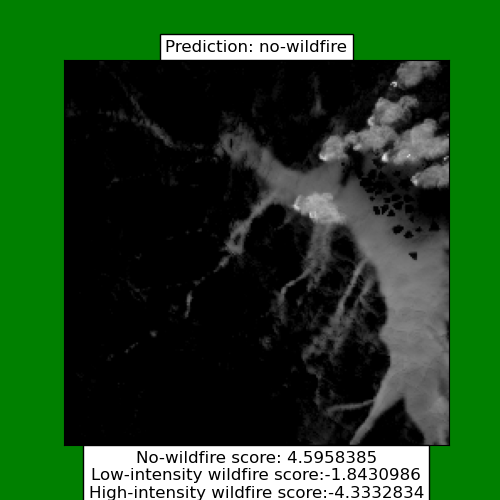 Prediction: no-wildfire
No-wildfire score: 4.5958385
Low-intensity wildfire score:-1.8430986
High-intensity wildfire score:-4.3332834